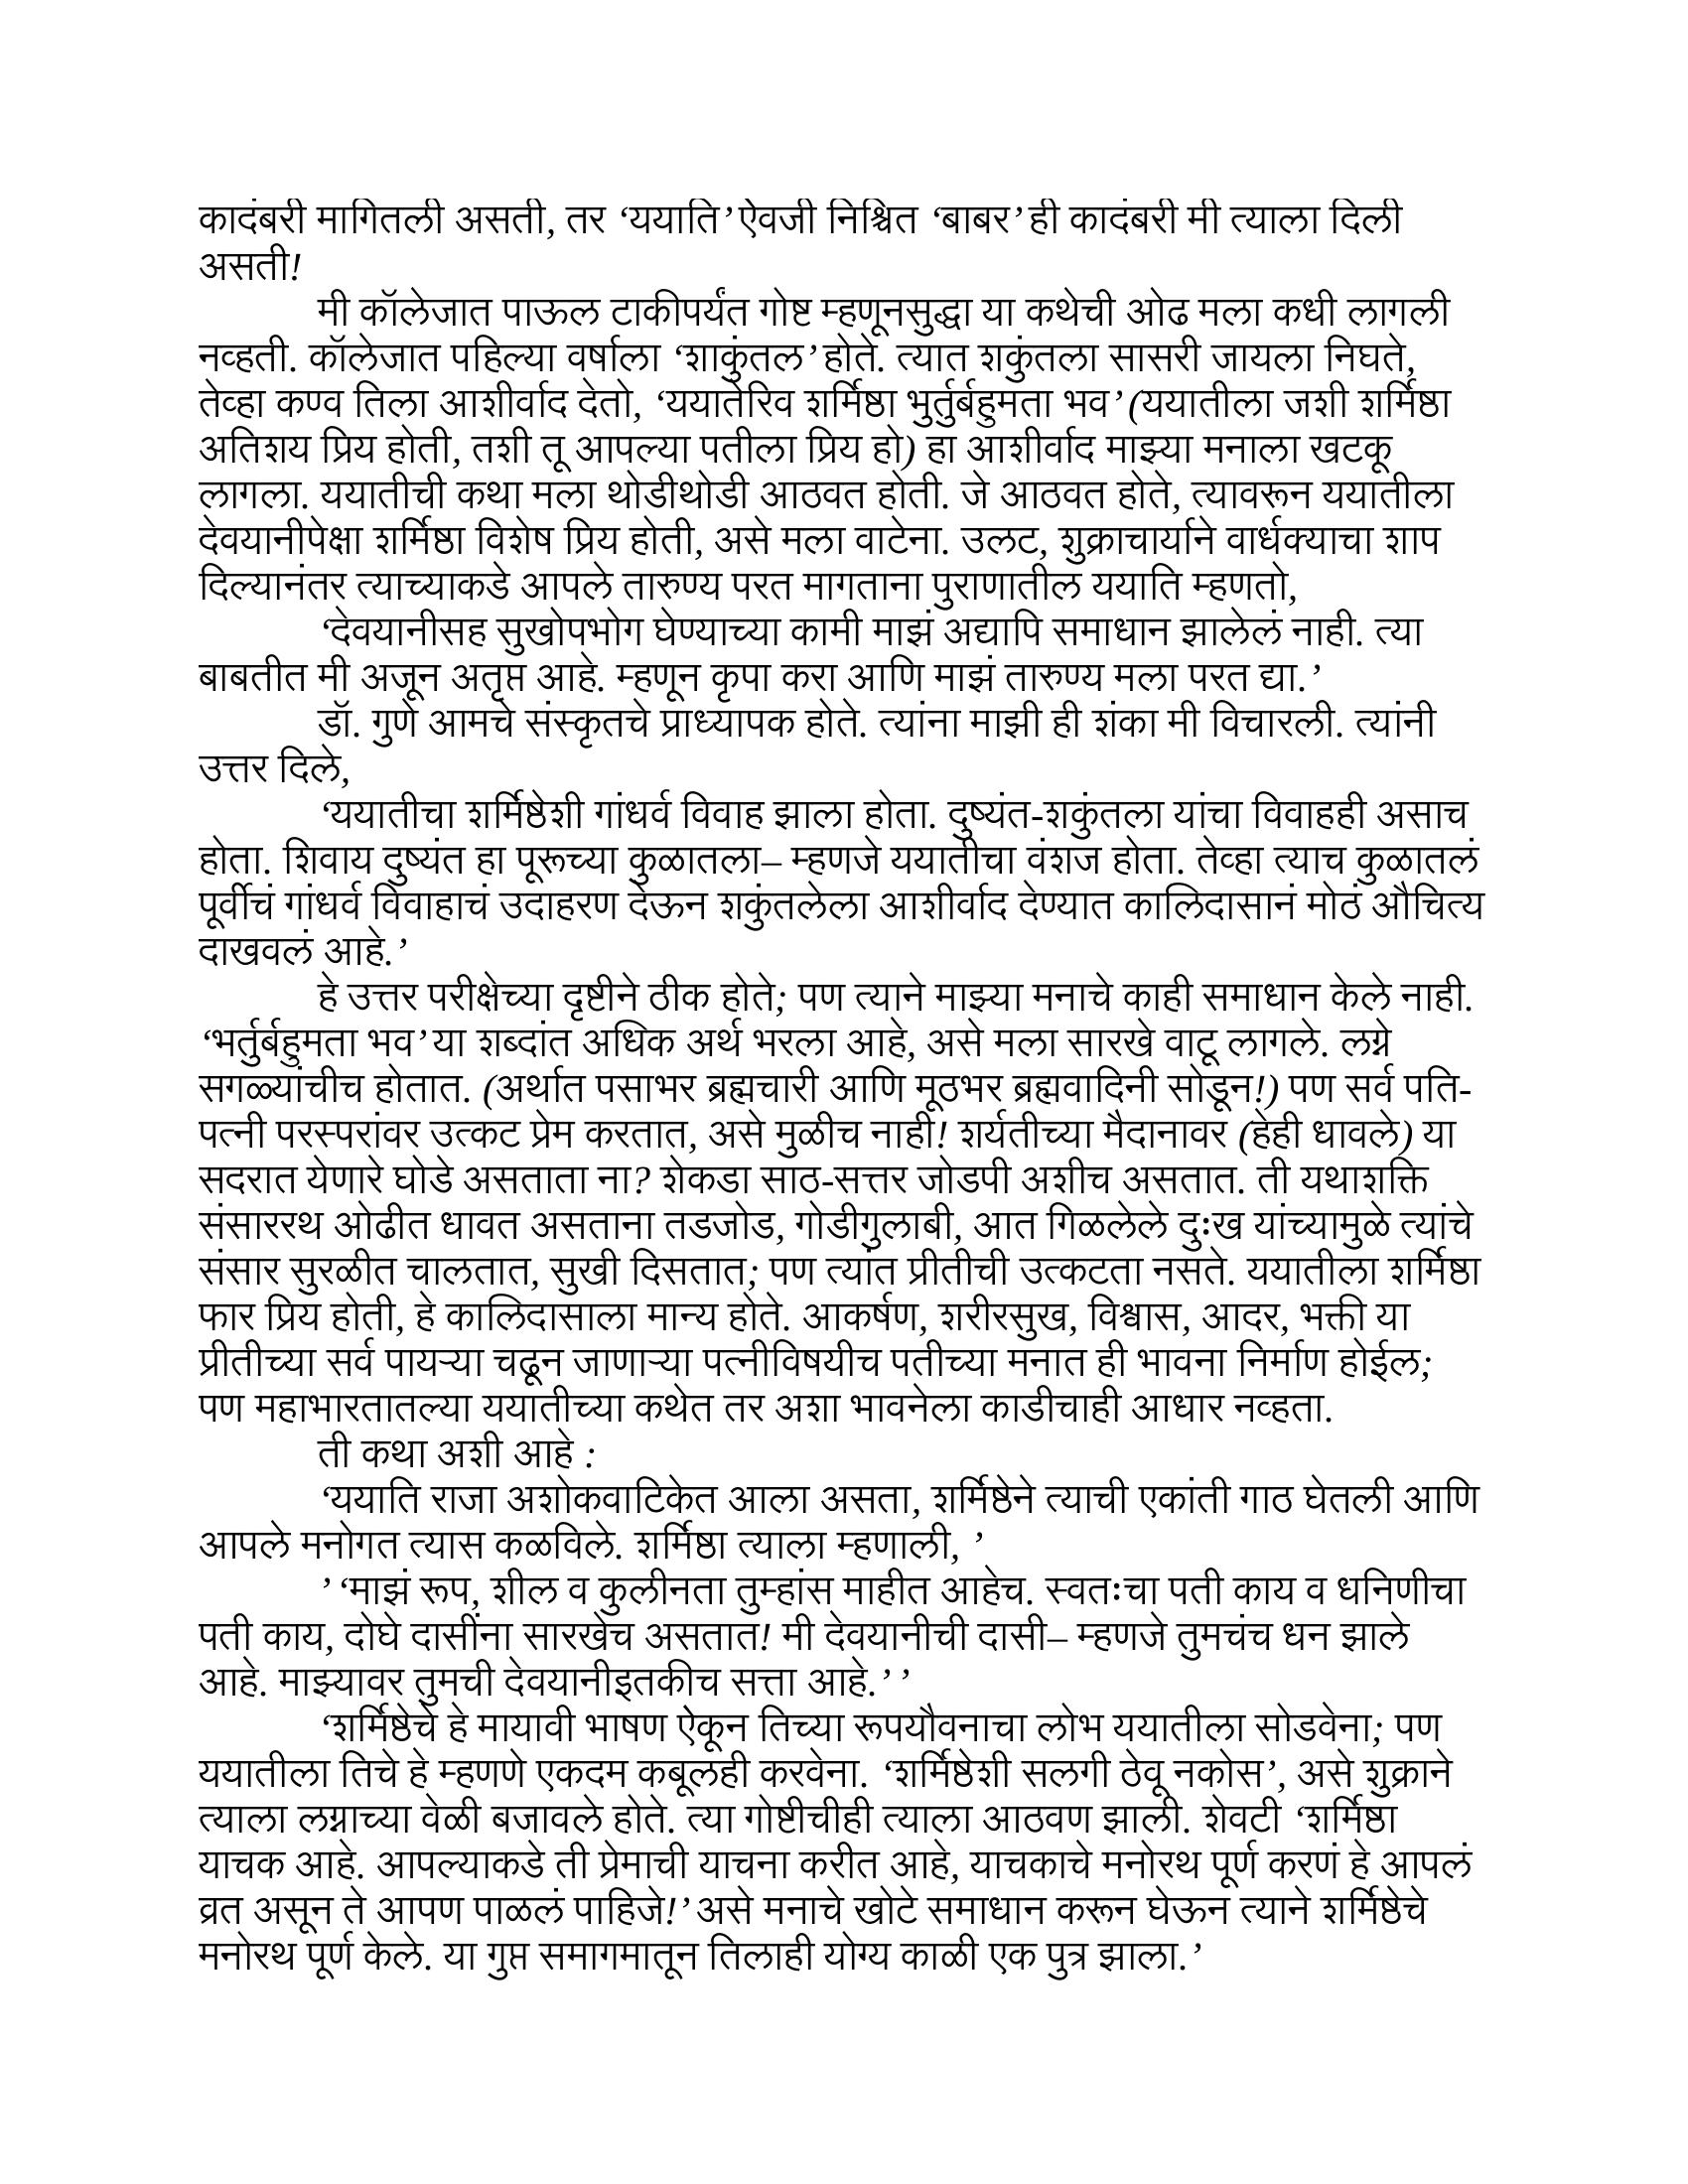 कादंबरी मागितली असती, तर ‘ययाति’ऐवजी निश्चित ‘बाबर’ही कादंबरी मी त्याला दिली
असती!
मी कॉलेजात पाऊल टाकीपर्यंत गोष्ट म्हणूनसुद्धा या कथेची ओढ मला कधी लागली
नव्हती. कॉलेजात पहिल्या वर्षाला ‘शाकुंतल’होते. त्यात शकुंतला सासरी जायला निघते,
तेव्हा कण्व तिला आशीर्वाद देतो, ‘ययातेरिव शर्मिष्ठा भुर्तुर्बहुमता भव’(ययातीला जशी शर्मिष्ठा
अतिशय प्रिय होती, तशी तू आपल्या पतीला प्रिय हो) हा आशीर्वाद माझ्या मनाला खटकू
लागला. ययातीची कथा मला थोडीथोडी आठवत होती. जे आठवत होते, त्यावरून ययातीला
देवयानीपेक्षा शर्मिष्ठा विशेष प्रिय होती, असे मला वाटेना. उलट, शुक्राचार्याने वार्धक्याचा शाप
दिल्यानंतर त्याच्याकडे आपले तारुण्य परत मागताना पुराणातील ययाति म्हणतो,
‘देवयानीसह सुखोपभोग घेण्याच्या कामी माझं अद्यापि समाधान झालेलं नाही. त्या
बाबतीत मी अजून अतृप्त आहे. म्हणून कृपा करा आणि माझं तारुण्य मला परत द्या.’
डॉ. गुणे आमचे संस्कृतचे प्राध्यापक होते. त्यांना माझी ही शंका मी विचारली. त्यांनी
उत्तर दिले,
‘ययातीचा शर्मिष्ठेशी गांधर्व विवाह झाला होता. दुष्यंत-शकुंतला यांचा विवाहही असाच
होता. शिवाय दुष्यंत हा पूरूच्या कुळातला– म्हणजे ययातीचा वंशज होता. तेव्हा त्याच कुळातलं
पूर्वीचं गांधर्व विवाहाचं उदाहरण देऊन शकुंतलेला आशीर्वाद देण्यात कालिदासानं मोठं औचित्य
दाखवलं आहे.’
हे उत्तर परीक्षेच्या दृष्टीने ठीक होते; पण त्याने माझ्या मनाचे काही समाधान केले नाही.
‘भर्तुर्बहुमता भव’या शब्दांत अधिक अर्थ भरला आहे, असे मला सारखे वाटू लागले. लग्ने
सगळ्यांचीच होतात. (अर्थात पसाभर ब्रह्मचारी आणि मूठभर ब्रह्मवादिनी सोडून!) पण सर्व पति-
पत्नी परस्परांवर उत्कट प्रेम करतात, असे मुळीच नाही! शर्यतीच्या मैदानावर (हेही धावले) या
सदरात येणारे घोडे असताता ना? शेकडा साठ-सत्तर जोडपी अशीच असतात. ती यथाशक्ति
संसाररथ ओढीत धावत असताना तडजोड, गोडीगुलाबी, आत गिळलेले दुःख यांच्यामुळे त्यांचे
संसार सुरळीत चालतात, सुखी दिसतात; पण त्यांत प्रीतीची उत्कटता नसते. ययातीला शर्मिष्ठा
फार प्रिय होती, हे कालिदासाला मान्य होते. आकर्षण, शरीरसुख, विश्वास, आदर, भक्ती या
प्रीतीच्या सर्व पायऱ्या चढून जाणाऱ्या पत्नीविषयीच पतीच्या मनात ही भावना निर्माण होईल;
पण महाभारतातल्या ययातीच्या कथेत तर अशा भावनेला काडीचाही आधार नव्हता.
ती कथा अशी आहे :
‘ययाति राजा अशोकवाटिकेत आला असता, शर्मिष्ठेने त्याची एकांती गाठ घेतली आणि
आपले मनोगत त्यास कळविले. शर्मिष्ठा त्याला म्हणाली, ’
’ ‘माझं रूप, शील व कुलीनता तुम्हांस माहीत आहेच. स्वतःचा पती काय व धनिणीचा
पती काय, दोघे दासींना सारखेच असतात! मी देवयानीची दासी– म्हणजे तुमचंच धन झाले
आहे. माझ्यावर तुमची देवयानीइतकीच सत्ता आहे.’ ’
‘शर्मिष्ठेचे हे मायावी भाषण ऐकून तिच्या रूपयौवनाचा लोभ ययातीला सोडवेना; पण
ययातीला तिचे हे म्हणणे एकदम कबूलही करवेना. ‘शर्मिष्ठेशी सलगी ठेवू नकोस’, असे शुक्राने
त्याला लग्नाच्या वेळी बजावले होते. त्या गोष्टीचीही त्याला आठवण झाली. शेवटी ‘शर्मिष्ठा
याचक आहे. आपल्याकडे ती प्रेमाची याचना करीत आहे, याचकाचे मनोरथ पूर्ण करणं हे आपलं
व्रत असून ते आपण पाळलं पाहिजे!’असे मनाचे खोटे समाधान करून घेऊन त्याने शर्मिष्ठेचे
मनोरथ पूर्ण केले. या गुप्त समागमातून तिलाही योग्य काळी एक पुत्र झाला.’